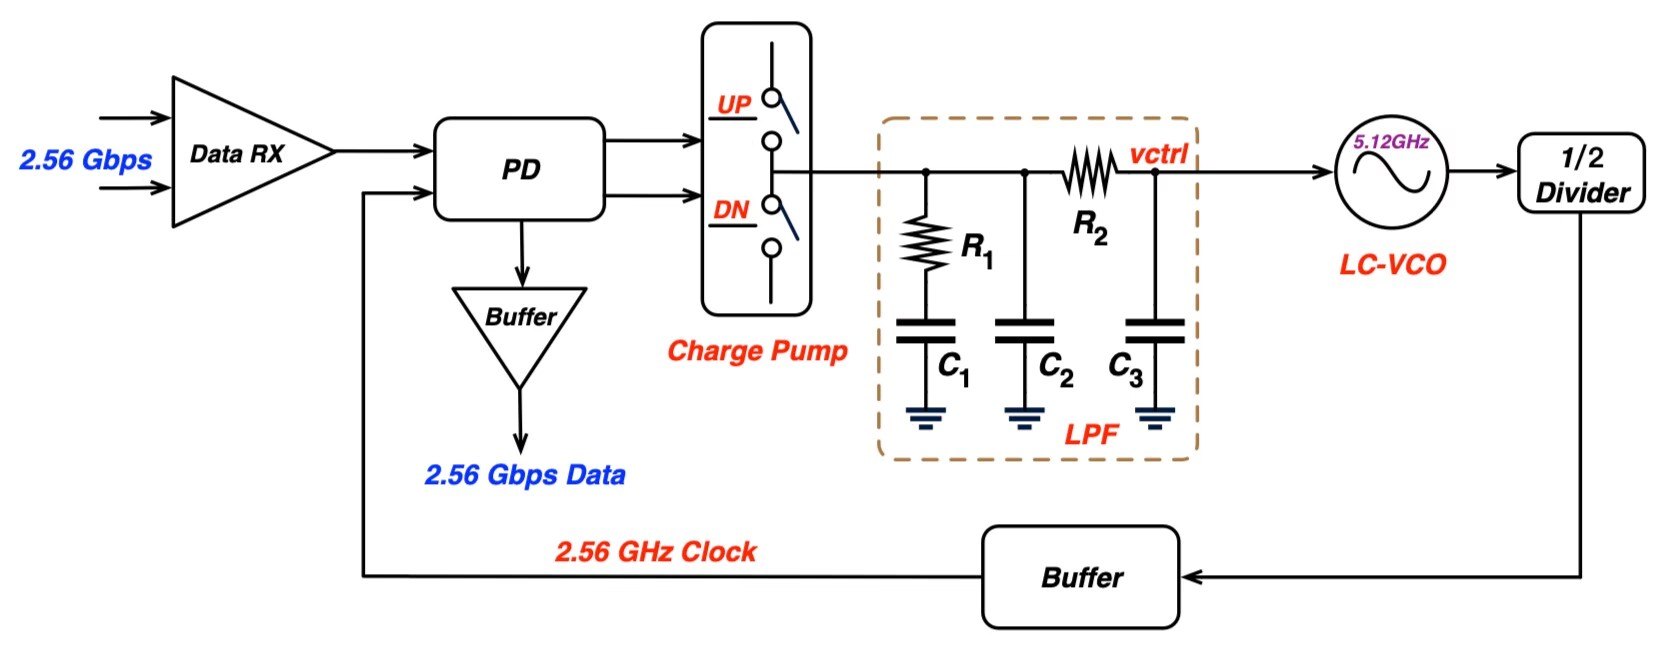 2.56 Gbps
Data RX
PD
UP
DN
Charge Pump
Buffer
2.56 Gbps Data
R1
C1
C2
R2
C3
vctrl
LPF
5.12GHz
LC-VCO
1/2
Divider
2.56 GHz Clock
Buffer